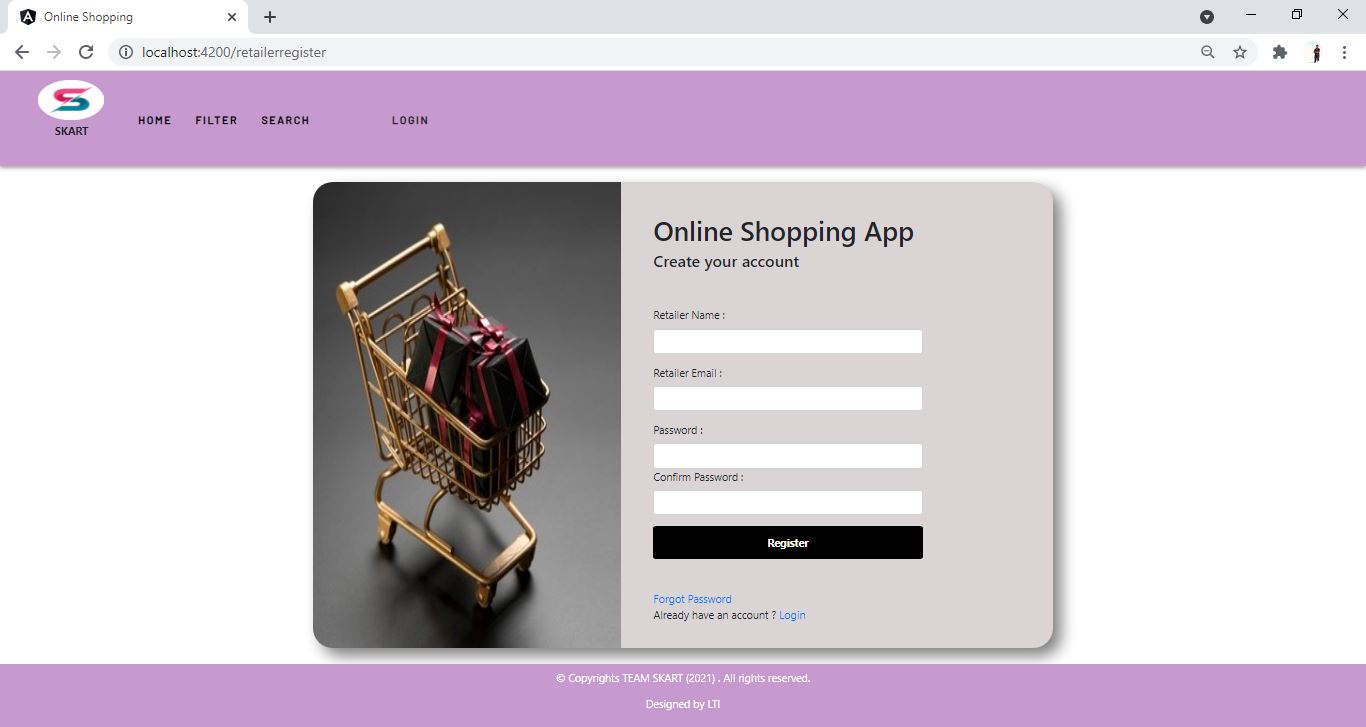 Online Shopping
localhost:4200/retailerregister
SKART
HOME FILTER SEARCH LOGIN
Online Shopping App
Create your account
Retailer Name :
Retailer Email :
Password :
Confirm Password :
Register
Forgot Password
Already have an account ? Login
© Copyrights TEAM SKART (2021) . All rights reserved.
Designed by LTI